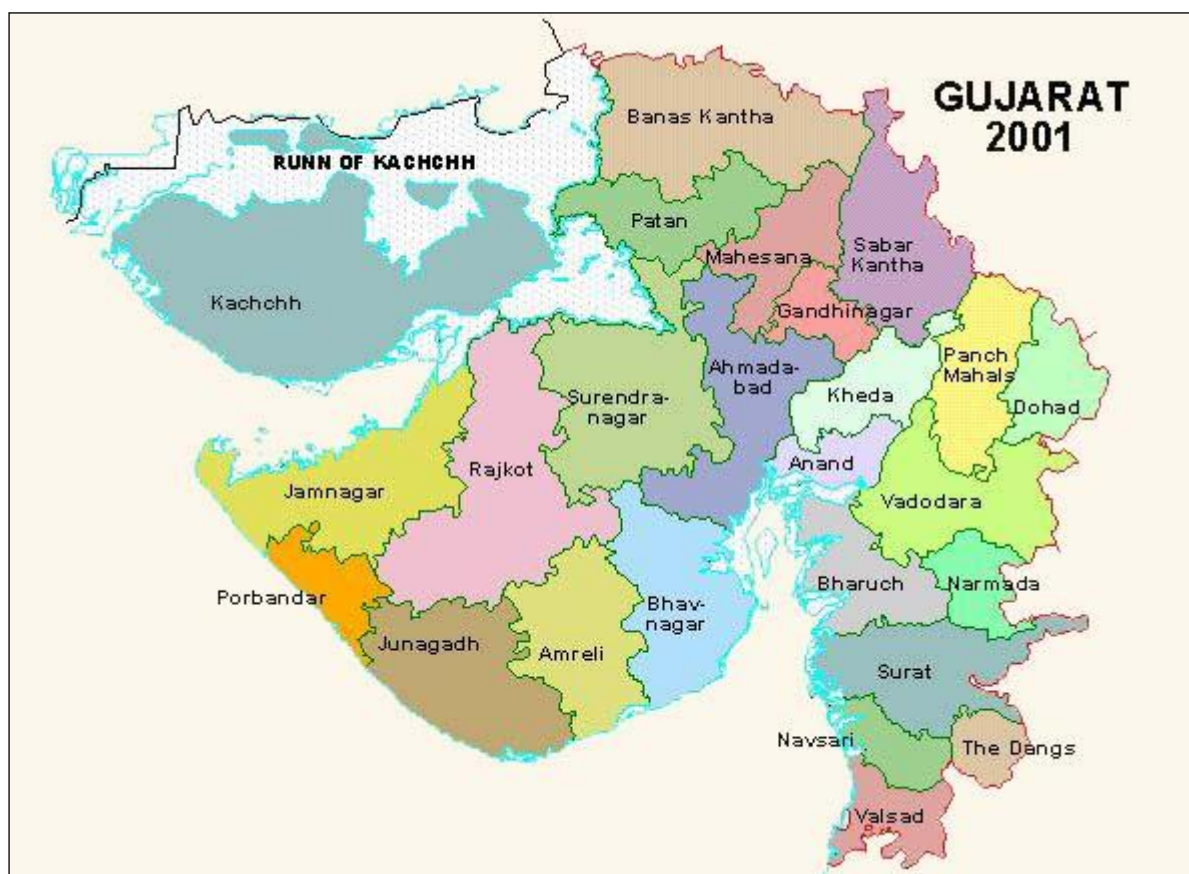 GUJARAT
2001
Banas Kantha
RUNN OF KACHCHH
Patan
Mahesana
Sabar
Kantha
Kachchh
Gandhinagar
Ahmada-
bad
Panch
Mahals
Kheda
Dohad
Surendra-
nagar
Anand
Rajkot
Jamnagar
Vadodara
Porbandar
Bharuch
Narmada
Bhav-
nagar
Junagadh
Amreli
Surat
Navsari
The Dangs
Valsad